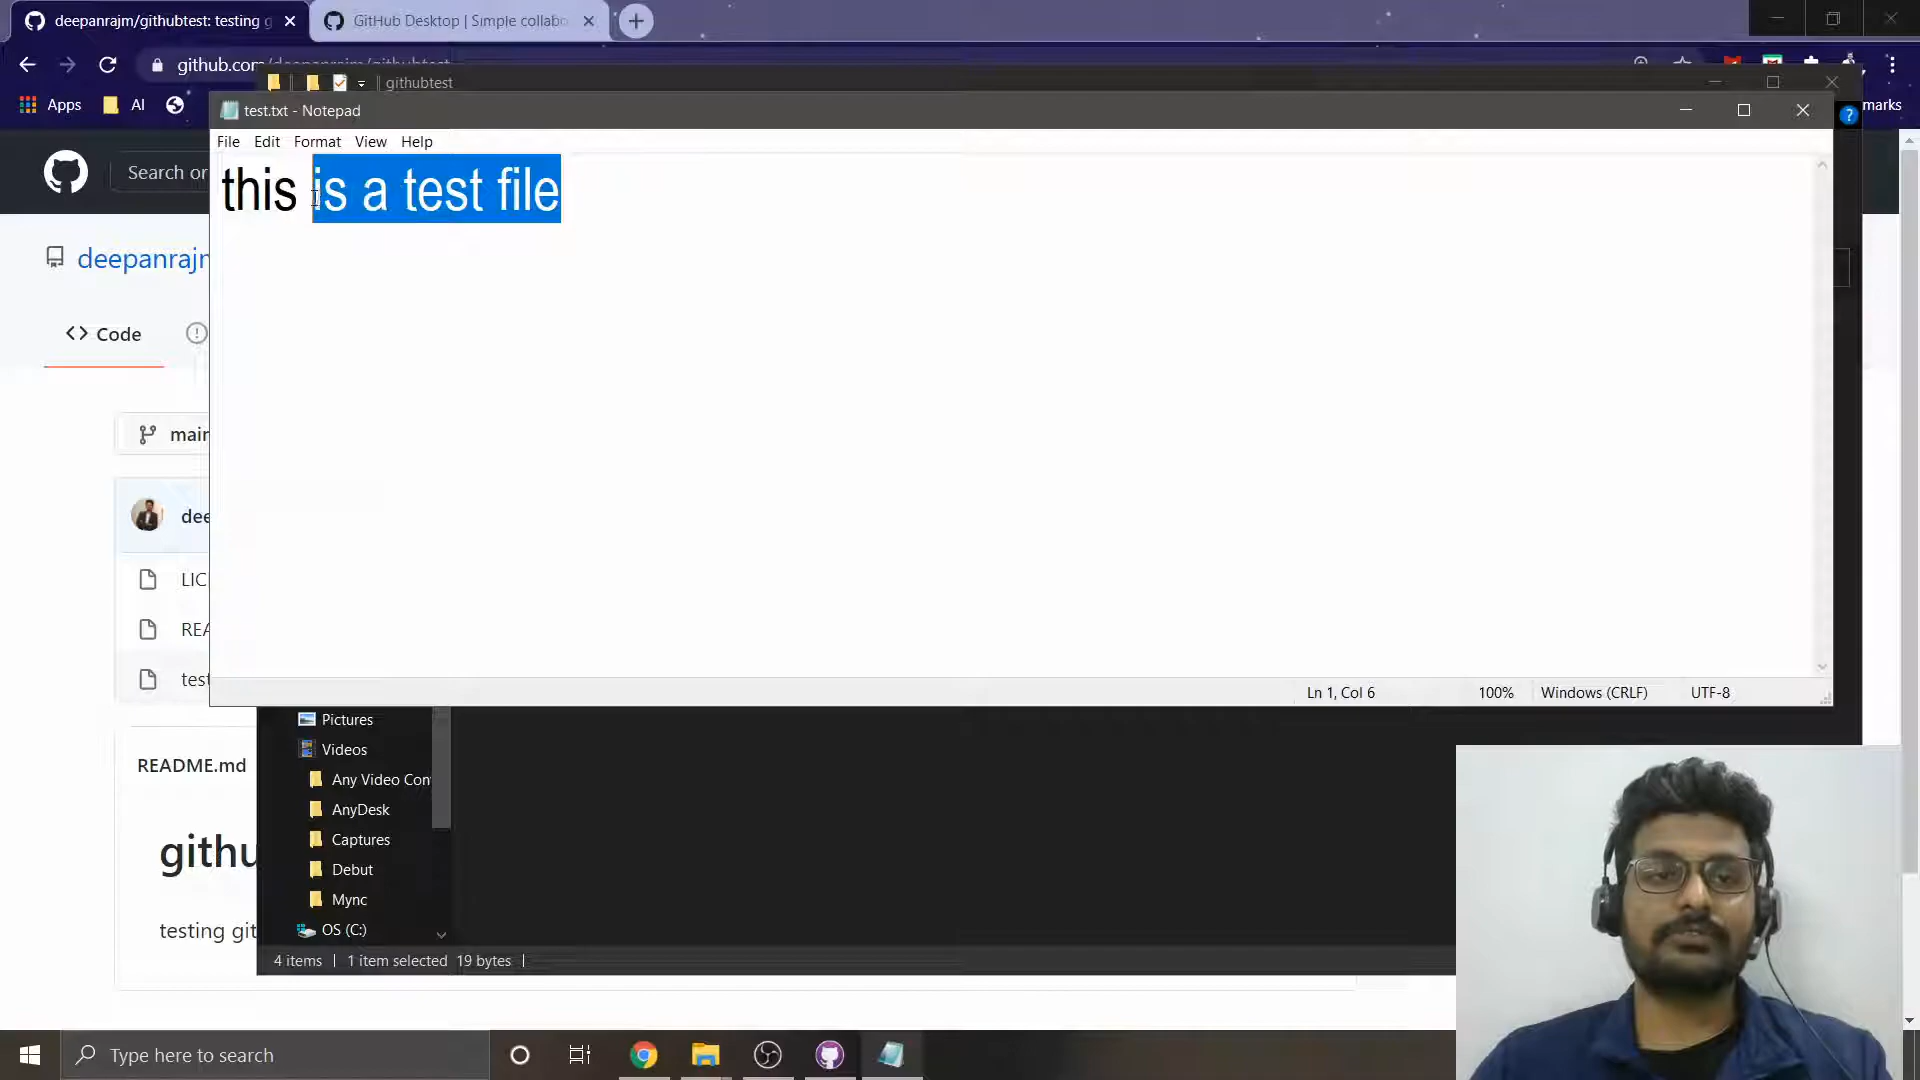 deepanrajm/githubtest: testing g
GitHub Desktop | Simple collabo
github.com/deepanrajm/githubtest
Apps
AI
marks
githubtest
test.txt - Notepad
File Edit Format View Help
this is a test file
Search or
deepanrajm
Code
main
dee
LIC
REA
test
Ln 1, Col 6
100%
Windows (CRLF)
UTF-8
README.md
githu
testing git
Pictures
Videos
Any Video Con
AnyDesk
Captures
Debut
Mync
OS (C:)
4 items
1 item selected 19 bytes
Type here to search